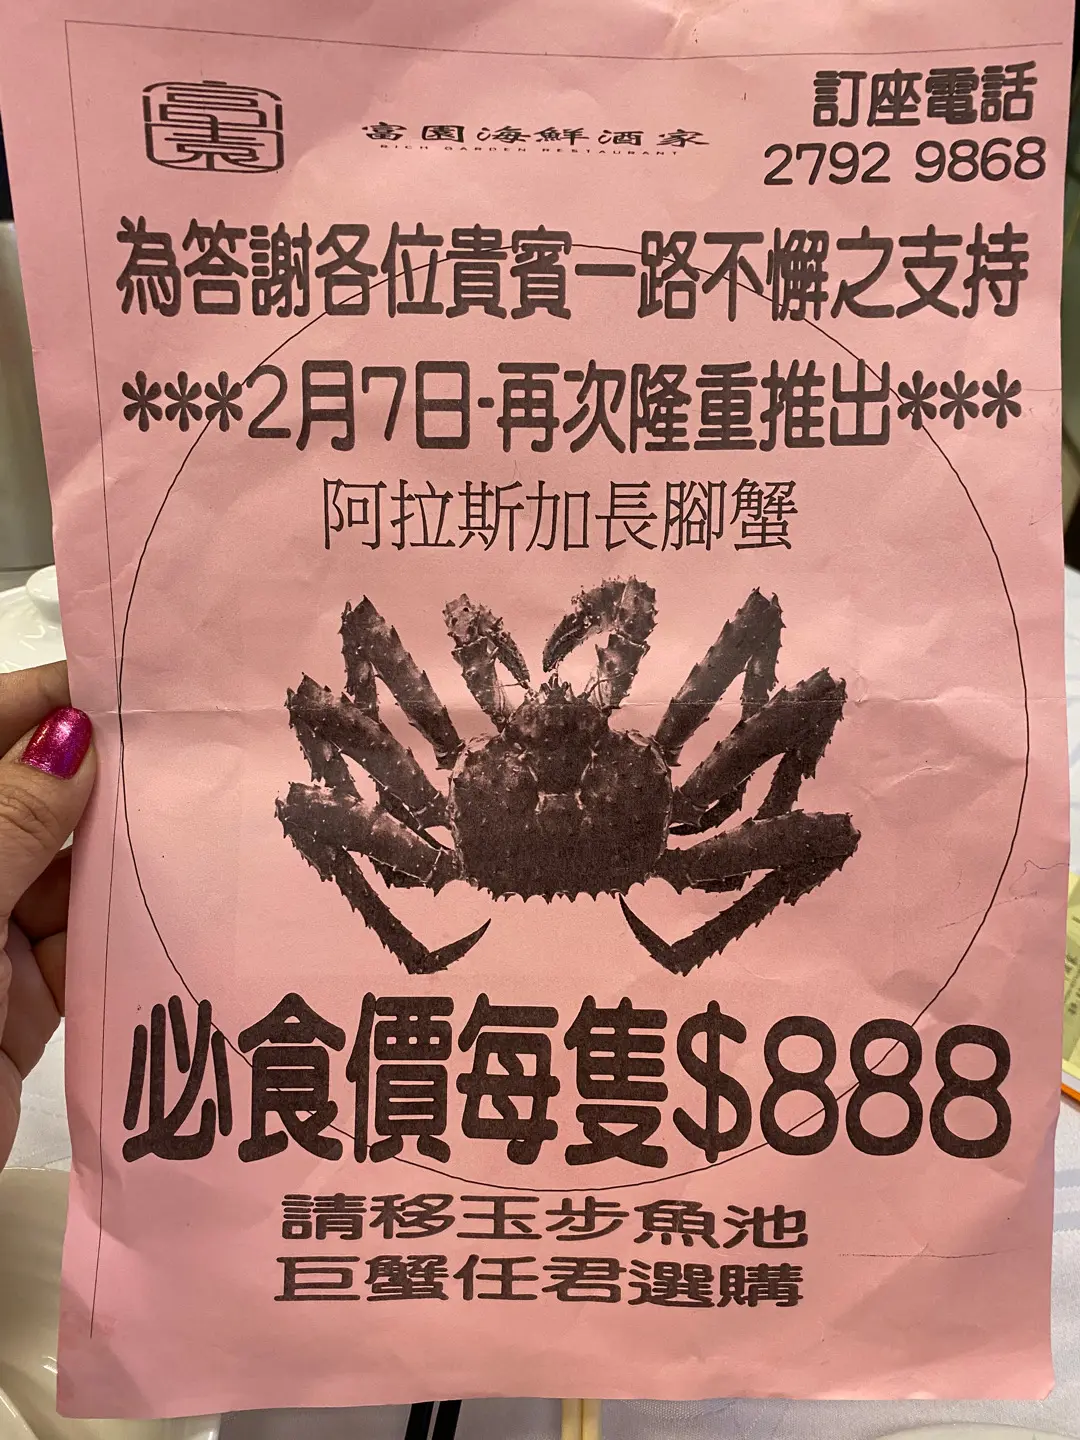 富園
富園海鮮酒家
RICH GARDEN RESTAURANT
訂座電話
2792 9868
為答謝各位貴賓一路不懈之支持
***2月7日-再次隆重推出***
阿拉斯加長腳蟹
必食價每隻$888
請移玉步魚池
巨蟹任君選購